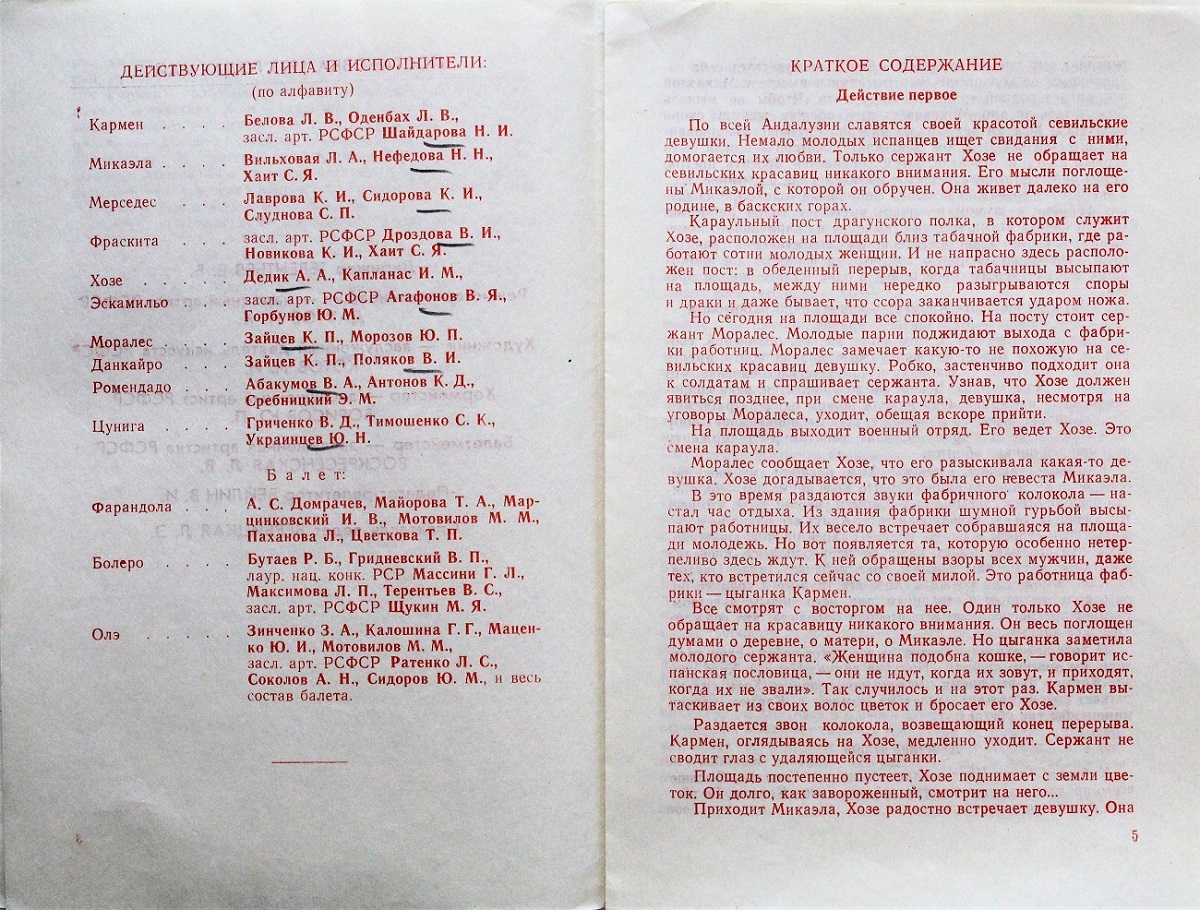 ДЕЙСТВУЮЩИЕ ЛИЦА И ИСПОЛНИТЕЛИ:
(по алфавиту)
Кармен . . . . Белова Л. В., Оденбах Л. В.,
засл. арт. РСФСР Шайдарова Н. И.
Микаэла . . . . Вильховая Л. А., Нефедова Н. Н.,
Хаит С. Я.
Мерседес . . . Лаврова К. И., Сидорова К. И.,
Слуднова С. П.
Фраскита . . . засл. арт. РСФСР Дроздова В. И.,
Новикова К. И., Хаит С. Я.
Хозе . . . . . Дедик А. А., Капланас И. М.,
Эскамильо . . . засл. арт. РСФСР Агафонов В. Я.,
Горбунов Ю. М.
Моралес . . . . Зайцев К. П., Морозов Ю. П.
Данкайро . . . Зайцев К. П., Поляков В. И.
Ромендадо . . . Абакумов В. А., Антонов К. Д.,
Сребницкий Э. М.
Цунига . . . . Гриченко В. Д., Тимошенко С. К.,
Украинцев Ю. Н.
Балет:
Фарандола . . . А. С. Домрачев, Майорова Т. А., Мар-
цинковский И. В., Мотовилов М. М.,
Паханова Л., Цветкова Т. П.
Болеро . . . . Бутаев Р. Б., Гридневский В. П.,
лаур. нац. конк. РСР Массини Г. Л.,
Максимова Л. П., Терентьев В. С.,
засл. арт. РСФСР Щукин М. Я.
Олэ . . . . . Зинченко З. А., Калошина Г. Г., Мацен-
ко Ю. И., Мотовилов М. М.,
засл. арт. РСФСР Ратенко Л. С.,
Соколов А. Н., Сидоров Ю. М., и весь
состав балета.
КРАТКОЕ СОДЕРЖАНИЕ
Действие первое
По всей Андалузии славятся своей красотой севильские
девушки. Немало молодых испанцев ищет свидания с ними,
домогается их любви. Только сержант Хозе не обращает на
севильских красавиц никакого внимания. Его мысли поглоще-
ны Микаэлой, с которой он обручен. Она живет далеко на его
родине, в баскских горах.
Караульный пост драгунского полка, в котором служит
Хозе, расположен на площади близ табачной фабрики, где ра-
ботают сотни молодых женщин. И не напрасно здесь располо-
жен пост: в обеденный перерыв, когда табачницы высыпают
на площадь, между ними нередко разыгрываются споры
и драки и даже бывает, что ссора заканчивается ударом ножа.
Но сегодня на площади все спокойно. На посту стоит сер-
жант Моралес. Молодые парни поджидают выхода с фабри-
ки работниц. Моралес замечает какую-то не похожую на се-
вильских красавиц девушку. Робко, застенчиво подходит она
к солдатам и спрашивает сержанта. Узнав, что Хозе должен
явиться позднее, при смене караула, девушка, несмотря на
уговоры Моралеса, уходит, обещая вскоре прийти.
На площадь выходит военный отряд. Его ведет Хозе. Это
смена караула.
Моралес сообщает Хозе, что его разыскивала какая-то де-
вушка. Хозе догадывается, что это была его невеста Микаэла.
В это время раздаются звуки фабричного колокола — на-
стал час отдыха. Из здания фабрики шумной гурьбой высы-
пают работницы. Их весело встречает собравшаяся на площа-
ди молодежь. Но вот появляется та, которую особенно нетер-
пеливо здесь ждут. К ней обращены взоры всех мужчин, даже
тех, кто встретился сейчас со своей милой. Это работница фаб-
рики — цыганка Кармен.
Все смотрят с восторгом на нее. Один только Хозе не
обращает на красавицу никакого внимания. Он весь поглощен
думами о деревне, о матери, о Микаэле. Но цыганка заметила
молодого сержанта. «Женщина подобна кошке, — говорит ис-
панская пословица, — они не идут, когда их зовут, и приходят,
когда их не звали». Так случилось и на этот раз. Кармен вы-
таскивает из своих волос цветок и бросает его Хозе.
Раздается звон колокола, возвещающий конец перерыва.
Кармен, оглядываясь на Хозе, медленно уходит. Сержант не
сводит глаз с удаляющейся цыганки.
Площадь постепенно пустеет. Хозе поднимает с земли цве-
ток. Он долго, как завороженный, смотрит на него...
Приходит Микаэла, Хозе радостно встречает девушку. Она
5